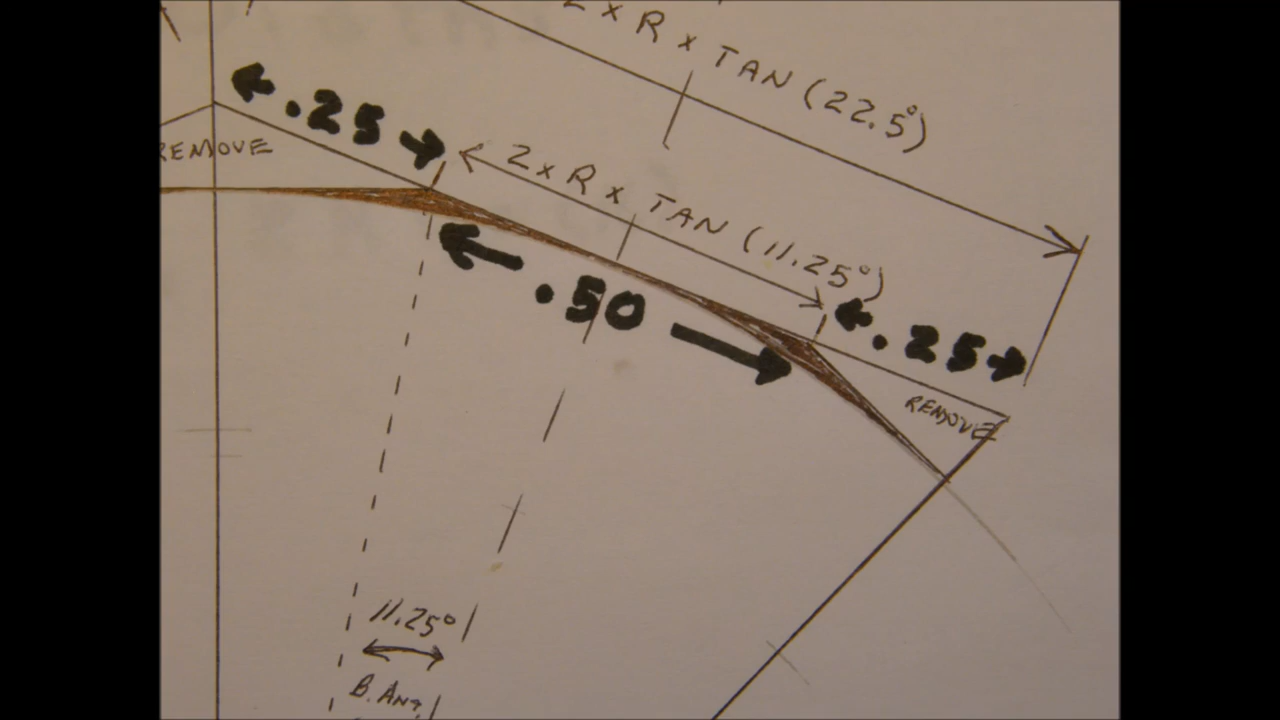 2 x R x TAN (22.5°)
.25
REMOVE
2 x R x TAN (11.25°)
.50
.25
REMOVE
11.25°
B. ANG.